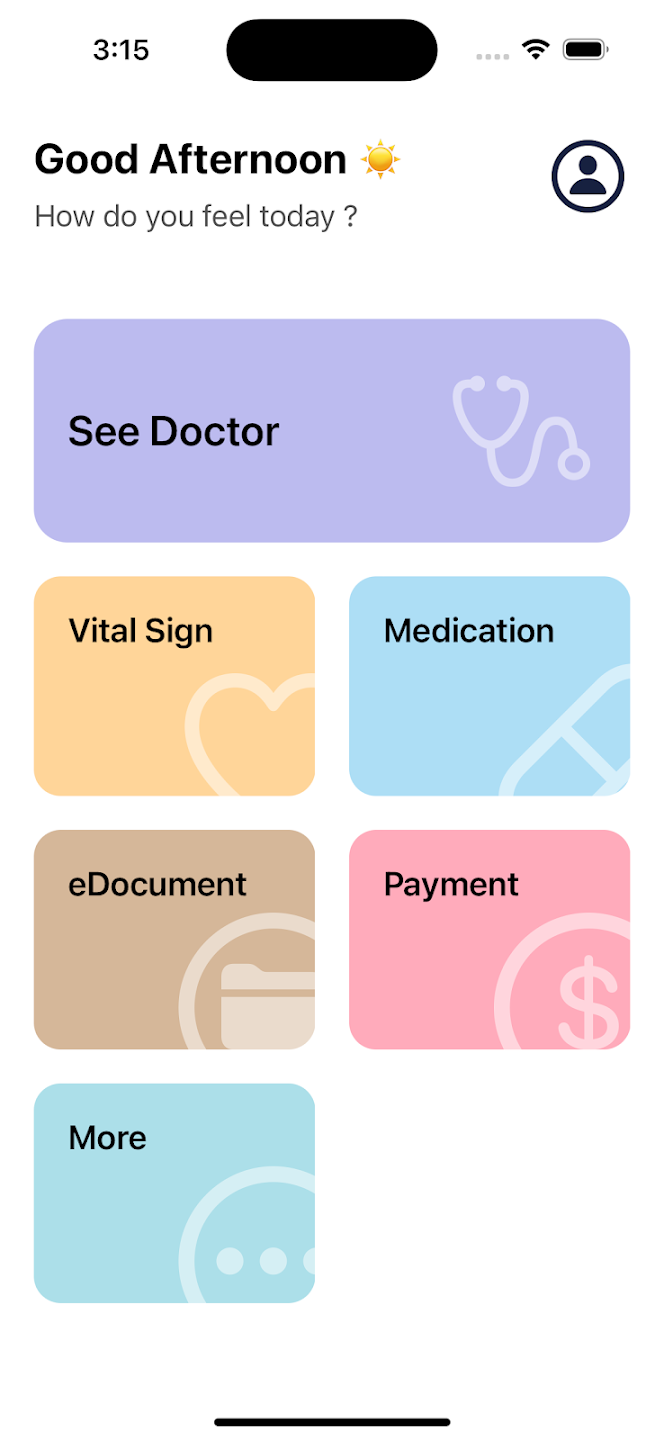 3:15
Good Afternoon ☀️
How do you feel today ?
See Doctor
Vital Sign
Medication
eDocument
Payment
$
More